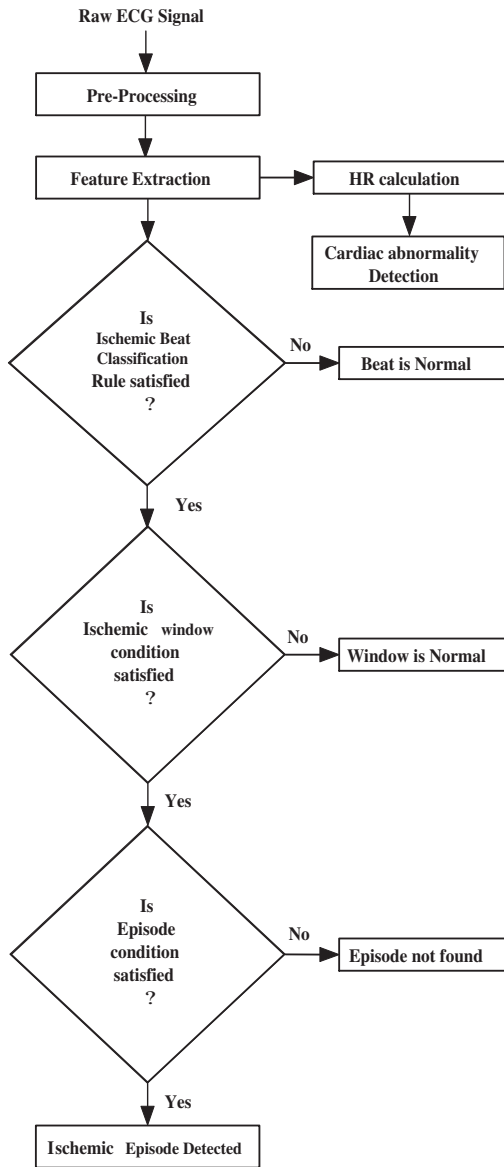 Raw ECG Signal
Pre-Processing
Feature Extraction
HR calculation
Cardiac abnormality
Detection
Is
Ischemic Beat
Classification
Rule satisfied
?
No
Beat is Normal
Yes
Is
Ischemic window
condition
satisfied
?
No
Window is Normal
Yes
Is
Episode
condition
satisfied
?
No
Episode not found
Yes
Ischemic Episode Detected